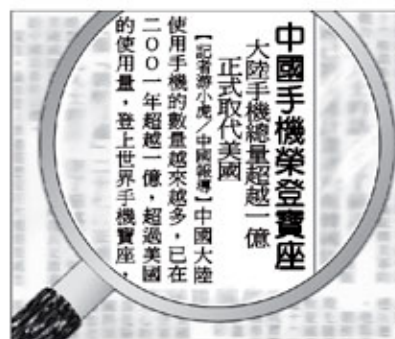 中國手機榮登寶座
大陸手機總量超越一億
正式取代美國
【記者游小虎／中國報導】中國大陸
使用手機的數量越來越多，已在
二○○一年超越一億，超過美國
的使用量，登上世界手機寶座，